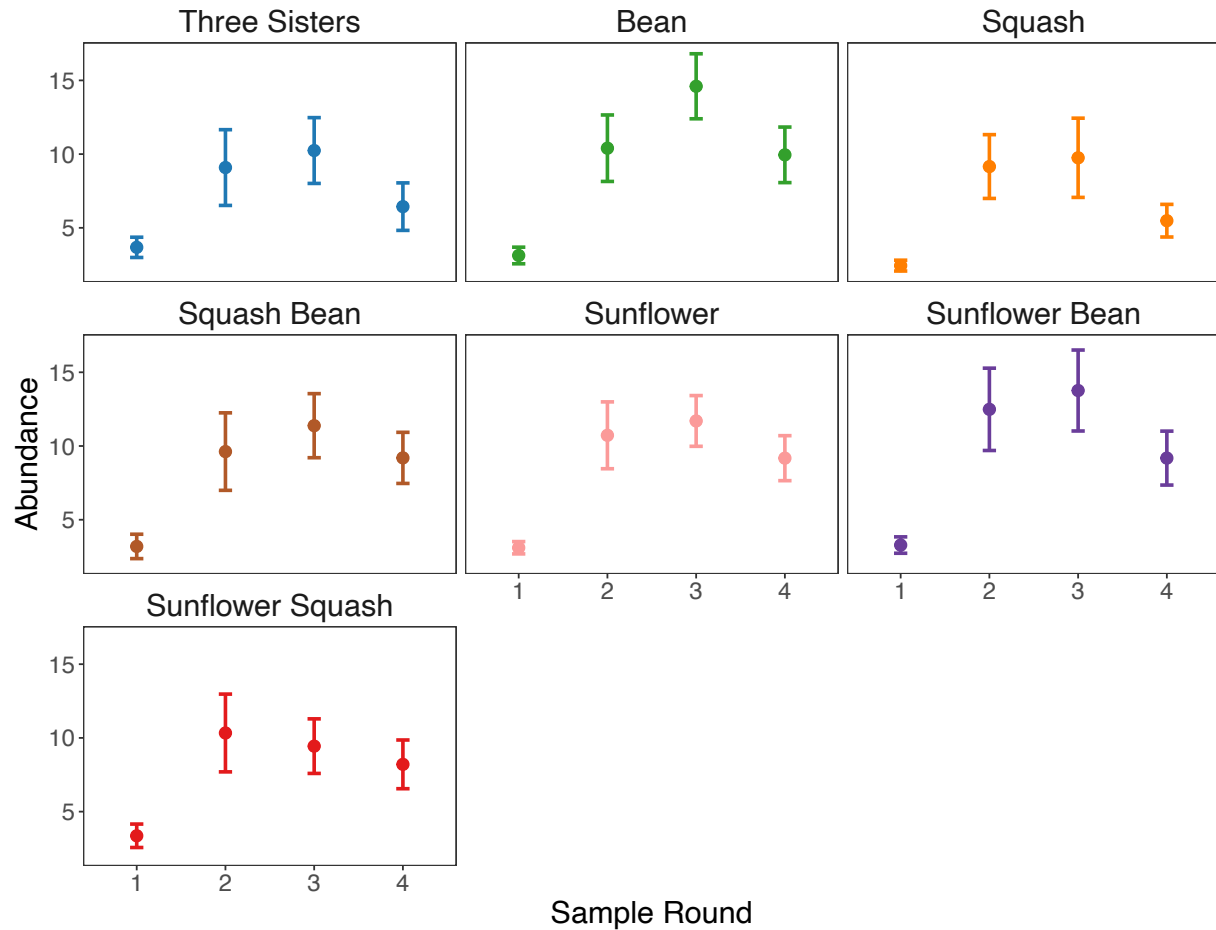 Three Sisters
Bean
Squash
15
10
5
Squash Bean
Sunflower
Sunflower Bean
15
10
5
1 2 3 4
1 2 3 4
Sunflower Squash
15
10
5
1 2 3 4
Abundance
Sample Round